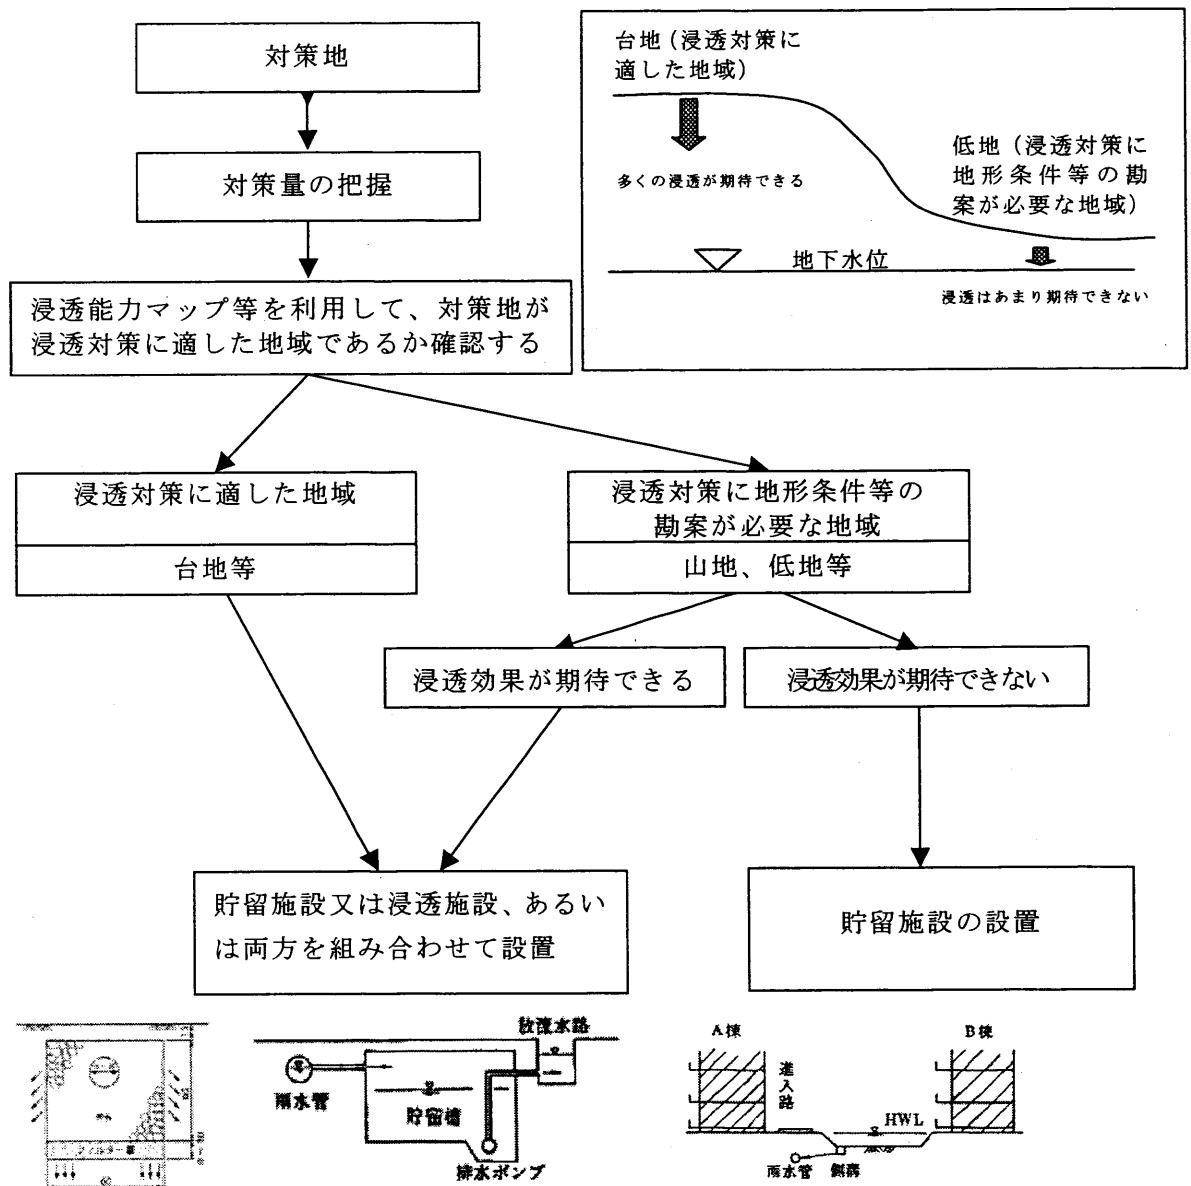 対策地
対策量の把握
浸透能力マップ等を利用して、対策地が
浸透対策に適した地域であるか確認する
台地（浸透対策に
適した地域）
多くの浸透が期待できる
低地（浸透対策に
地形条件等の勘
案が必要な地域）
地下水位
浸透はあまり期待できない
浸透対策に適した地域
台地等
浸透対策に地形条件等の
勘案が必要な地域
山地、低地等
浸透効果が期待できる
浸透効果が期待できない
貯留施設又は浸透施設、あるい
は両方を組み合わせて設置
貯留施設の設置
フィルター層
放流水路
雨水管
貯留槽
排水ポンプ
A棟
B棟
進入路
HWL
雨水管
側溝